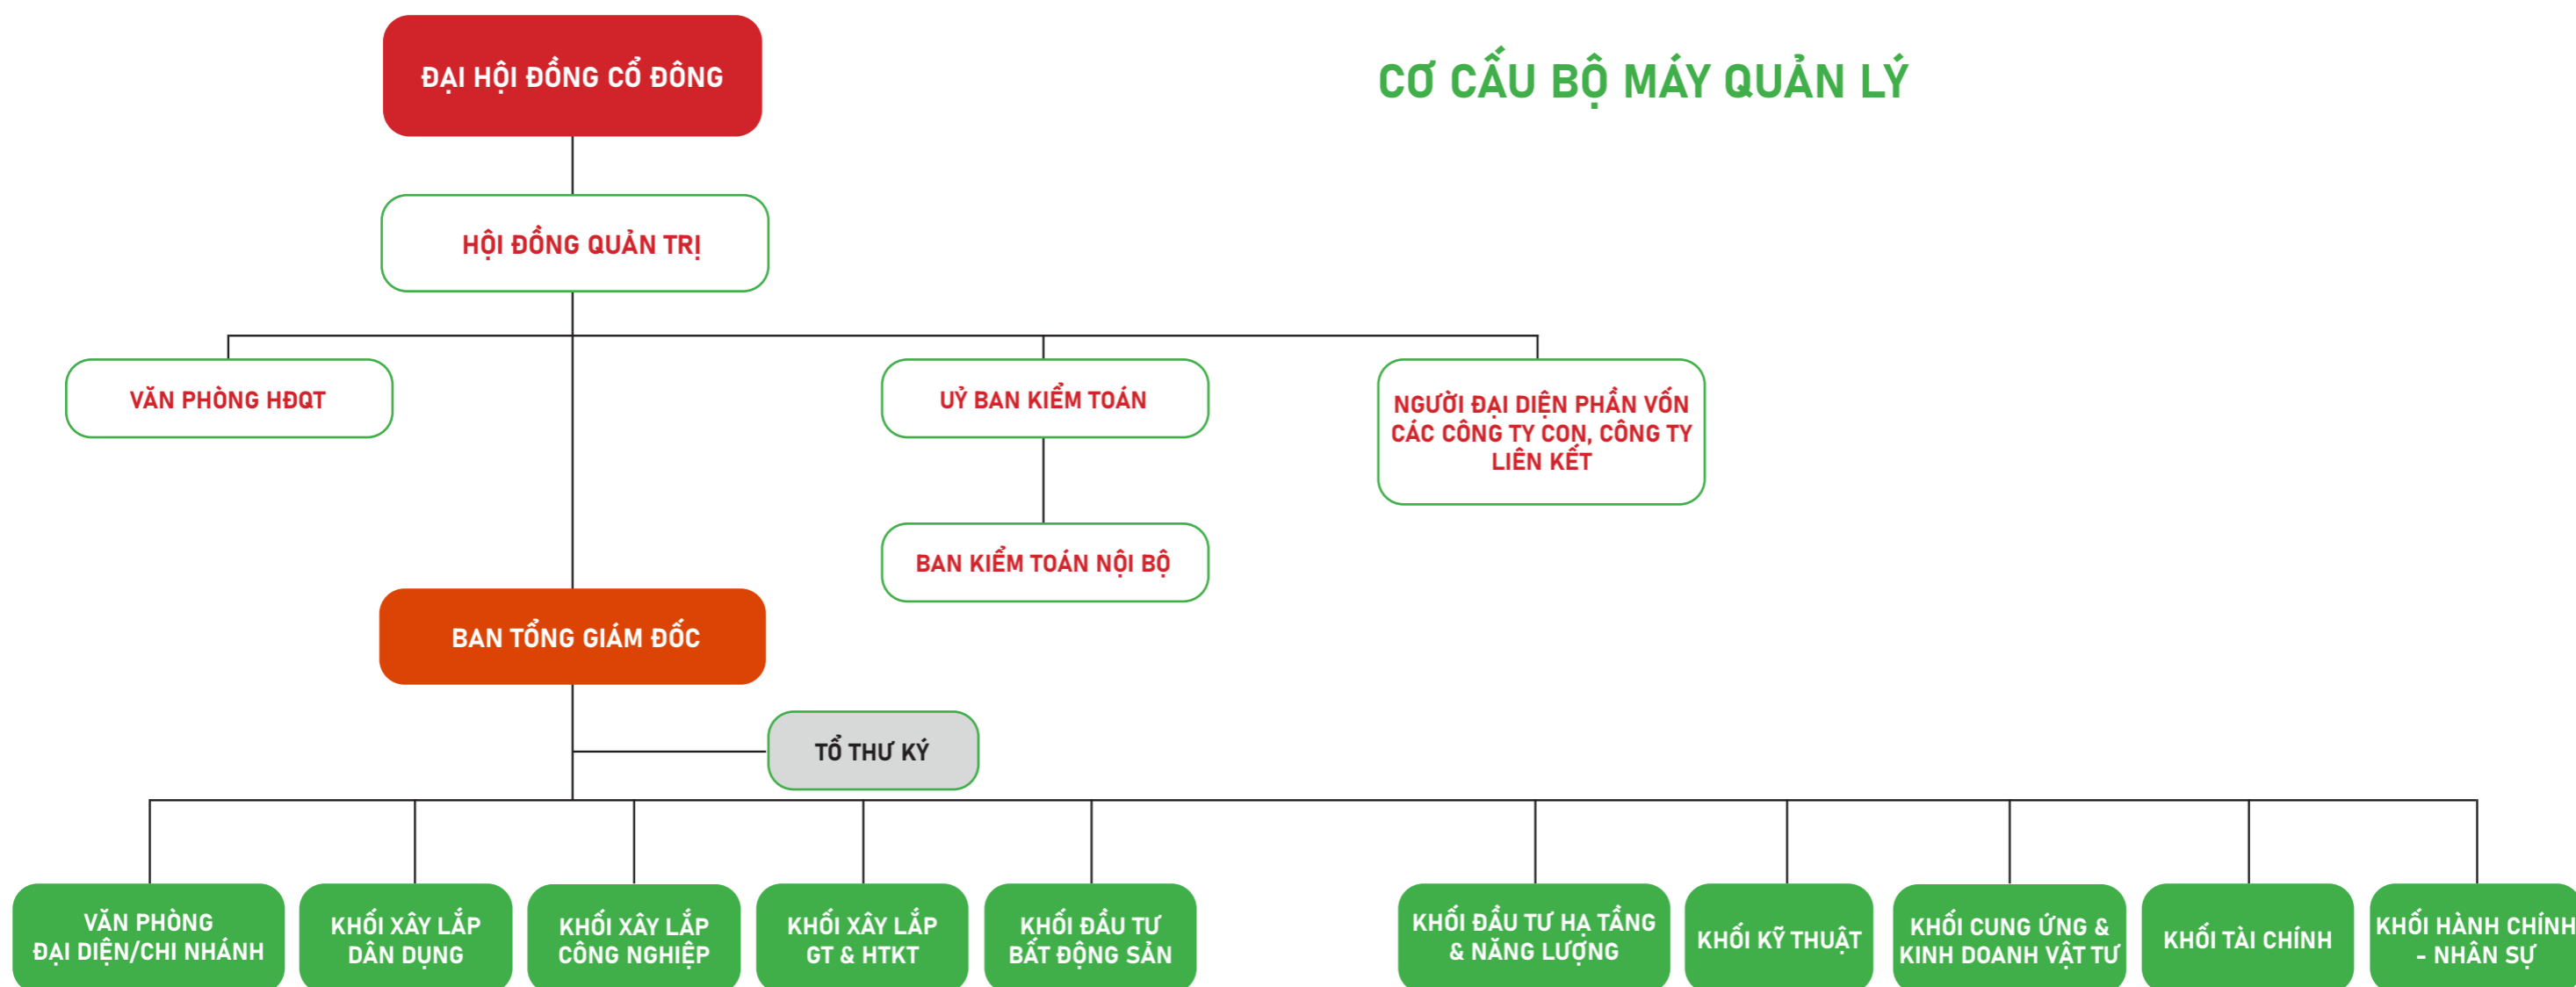 CƠ CẤU BỘ MÁY QUẢN LÝ
ĐẠI HỘI ĐỒNG CỔ ĐÔNG
HỘI ĐỒNG QUẢN TRỊ
VĂN PHÒNG HĐQT
UỶ BAN KIỂM TOÁN
NGƯỜI ĐẠI DIỆN PHẦN VỐN
CÁC CÔNG TY CON, CÔNG TY
LIÊN KẾT
BAN KIỂM TOÁN NỘI BỘ
BAN TỔNG GIÁM ĐỐC
TỔ THƯ KÝ
VĂN PHÒNG
ĐẠI DIỆN/CHI NHÁNH
KHỐI XÂY LẮP
DÂN DỤNG
KHỐI XÂY LẮP
CÔNG NGHIỆP
KHỐI XÂY LẮP
GT & HTKT
KHỐI ĐẦU TƯ
BẤT ĐỘNG SẢN
KHỐI ĐẦU TƯ HẠ TẦNG
& NĂNG LƯỢNG
KHỐI KỸ THUẬT
KHỐI CUNG ỨNG &
KINH DOANH VẬT TƯ
KHỐI TÀI CHÍNH
KHỐI HÀNH CHÍNH
- NHÂN SỰ